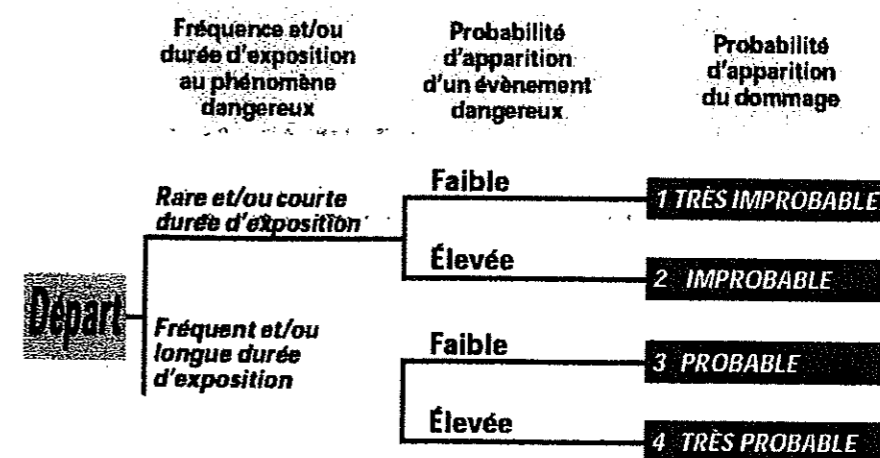 Fréquence et/ou
durée d'exposition
au phénomène
dangereux
Probabilité
d'apparition
d'un évènement
dangereux
Probabilité
d'apparition
du dommage
Départ
Rare et/ou courte
durée d'exposition
Faible
1 TRÈS IMPROBABLE
Élevée
2 IMPROBABLE
Fréquent et/ou
longue durée
d'exposition
Faible
3 PROBABLE
Élevée
4 TRÈS PROBABLE